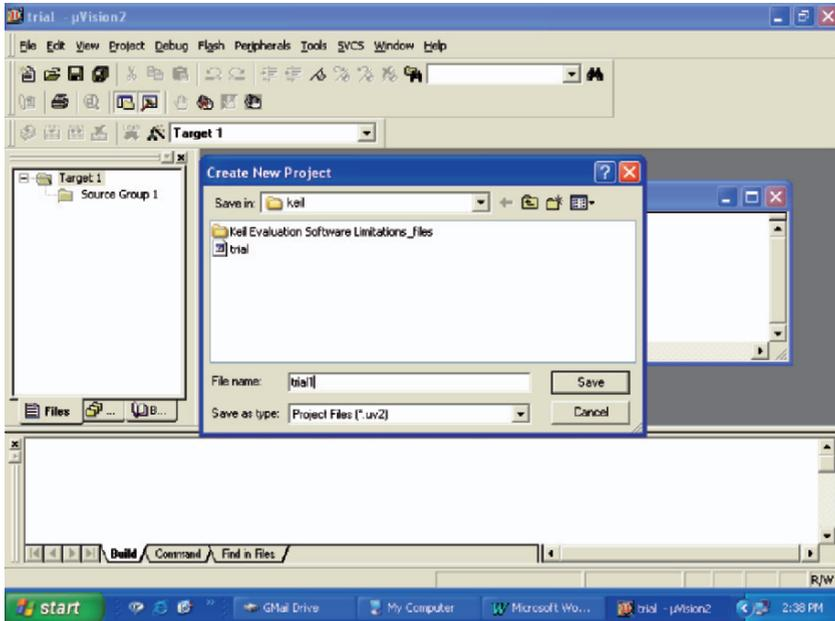 trial - µVision2
File Edit View Project Debug Flash Peripherals Tools SVCS Window Help
Target 1
Target 1
Source Group 1
Create New Project
Save in: keil
Keil Evaluation Software Limitations_files
trial
File name: trial1
Save
Save as type: Project Files (*.uv2)
Cancel
Files ... B...
Build Command Find in Files
R/W
start
GMail Drive
My Computer
Microsoft Wo...
trial - µVision2
2:38 PM